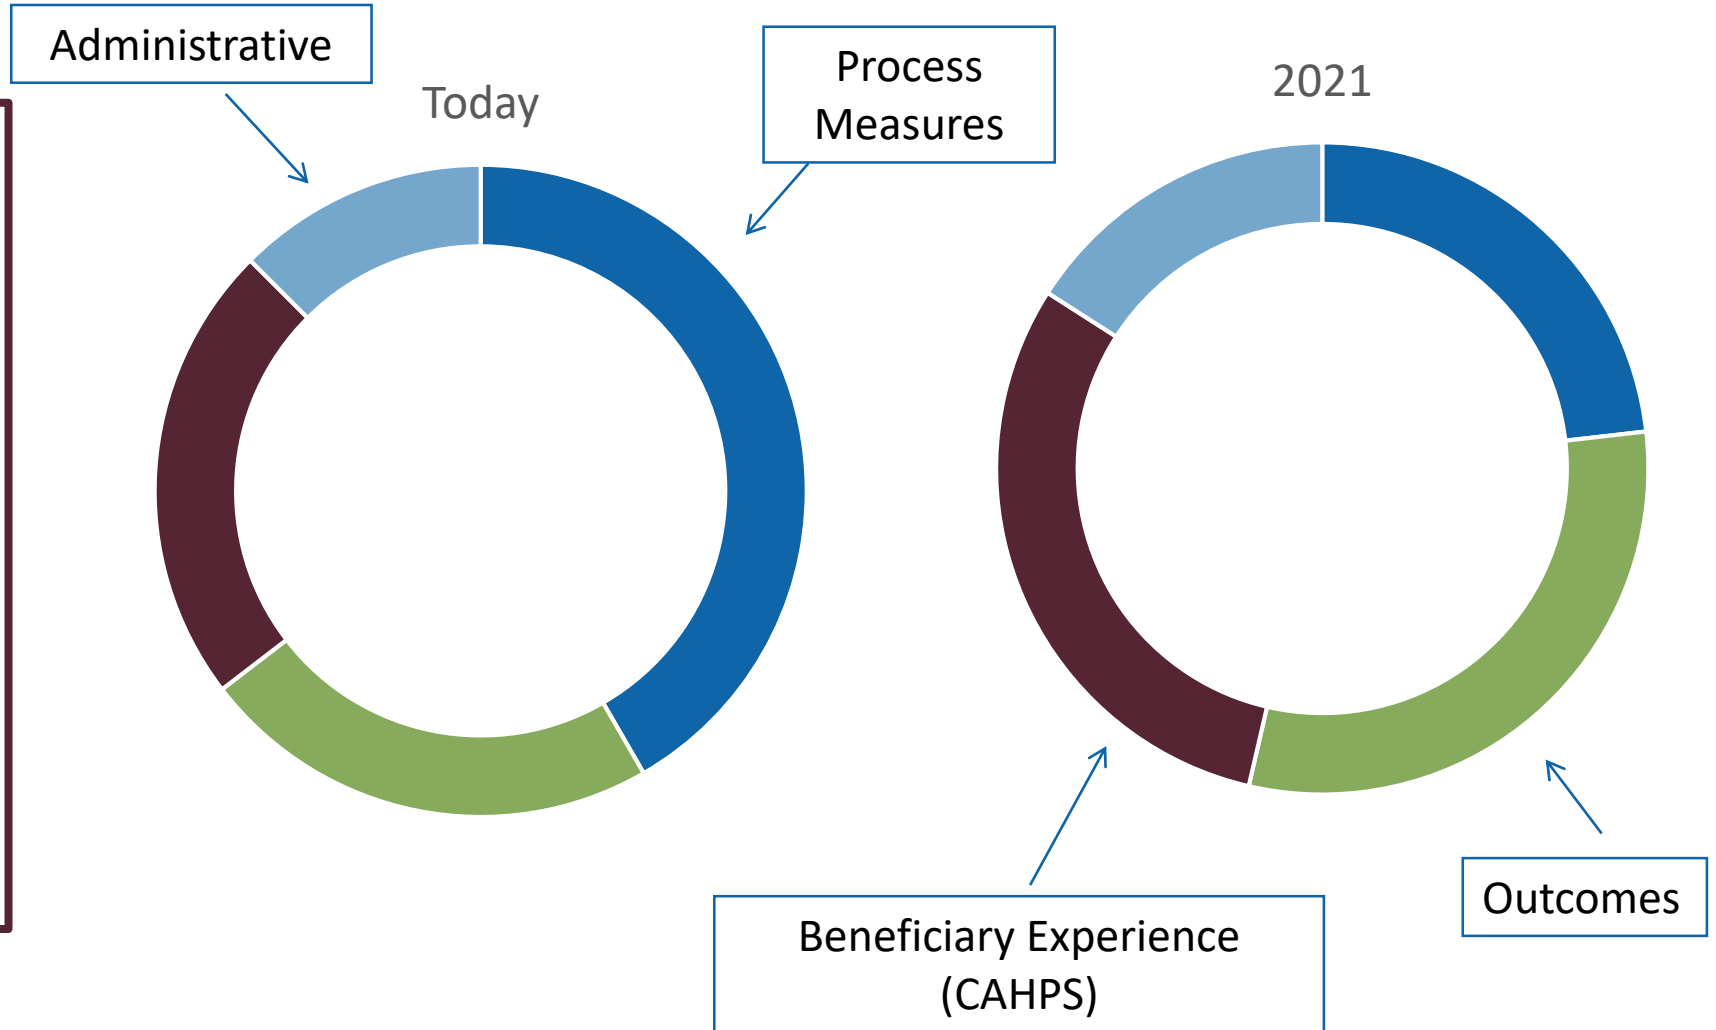 Administrative
Today
Process
Measures
2021
Beneficiary Experience
(CAHPS)
Outcomes